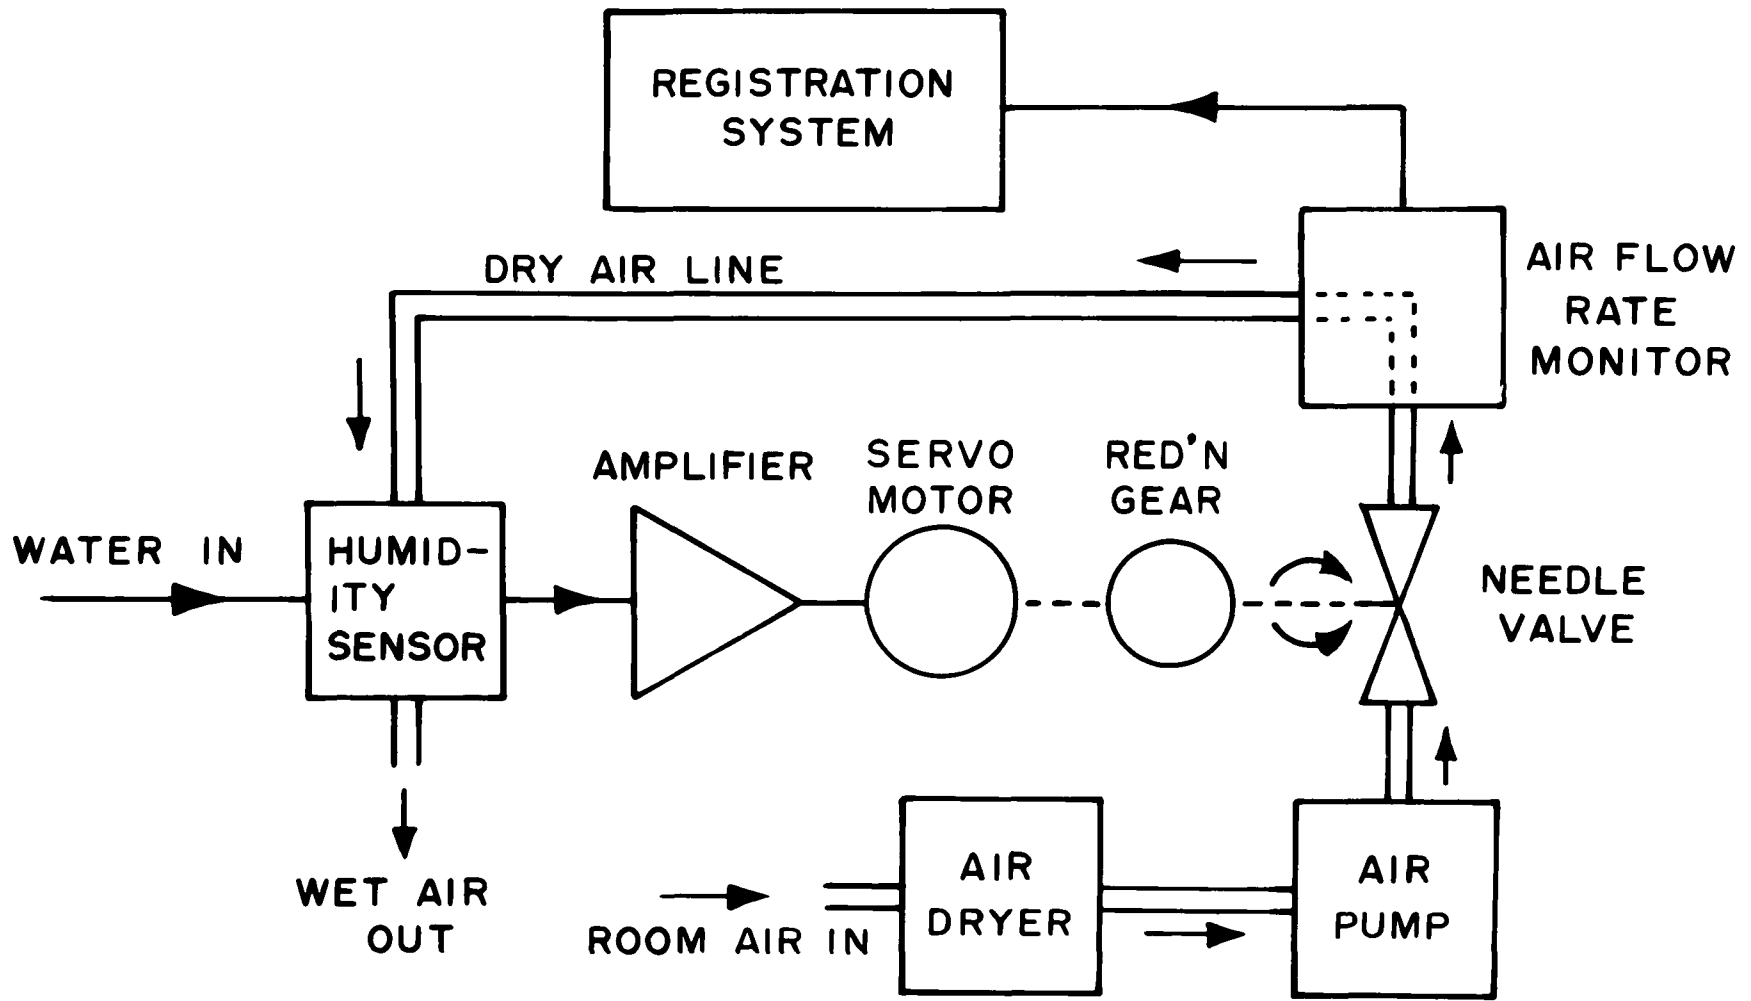 REGISTRATION
SYSTEM
DRY AIR LINE
AIR FLOW
RATE
MONITOR
AMPLIFIER
SERVO
MOTOR
RED'N
GEAR
WATER IN
HUMID-
ITY
SENSOR
NEEDLE
VALVE
WET AIR
OUT
ROOM AIR IN
AIR
DRYER
AIR
PUMP